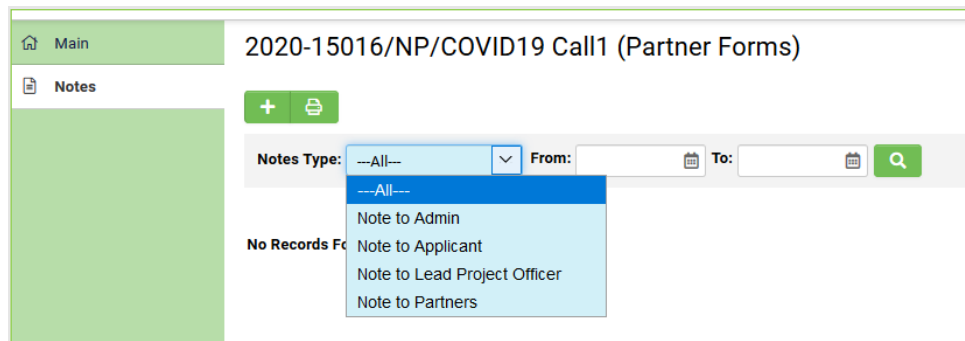 Main
2020-15016/NP/COVID19 Call1 (Partner Forms)
Notes
Notes Type: ---All--- From: To:
---All---
Note to Admin
Note to Applicant
No Records Fo
Note to Lead Project Officer
Note to Partners